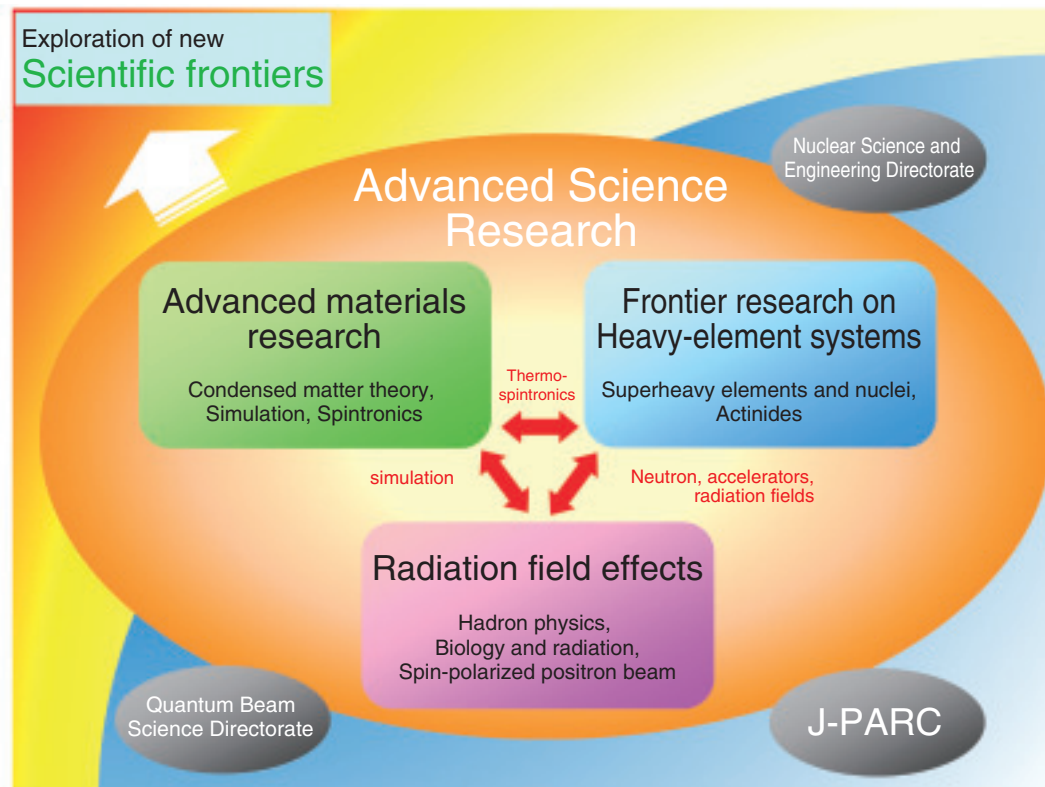 Exploration of new
Scientific frontiers
Nuclear Science and
Engineering Directorate
Advanced Science
Research
Advanced materials
research
Condensed matter theory,
Simulation, Spintronics
Thermo-
spintronics
Frontier research on
Heavy-element systems
Superheavy elements and nuclei,
Actinides
simulation
Neutron, accelerators,
radiation fields
Radiation field effects
Hadron physics,
Biology and radiation,
Spin-polarized positron beam
Quantum Beam
Science Directorate
J-PARC